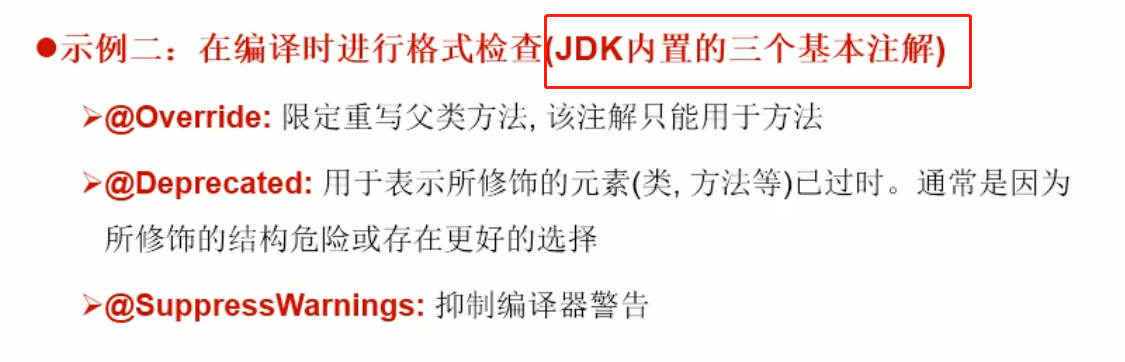 ●示例二：在编译时进行格式检查(JDK内置的三个基本注解)
➢@Override: 限定重写父类方法, 该注解只能用于方法
➢@Deprecated: 用于表示所修饰的元素(类, 方法等)已过时。通常是因为
所修饰的结构危险或存在更好的选择
➢@SuppressWarnings: 抑制编译器警告